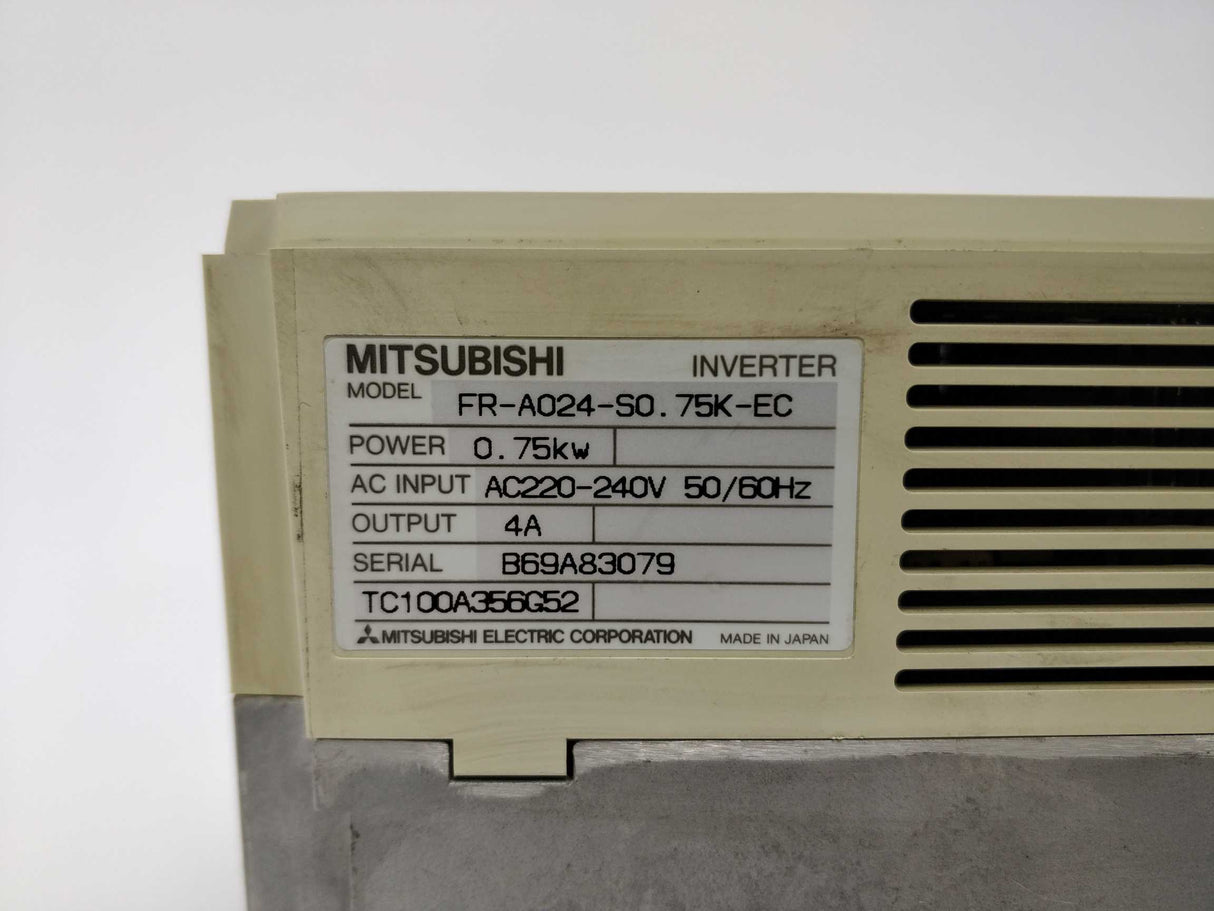 MITSUBISHI INVERTER
MODEL FR-A024-S0.75K-EC
POWER 0.75kw
AC INPUT AC220-240V 50/60Hz
OUTPUT 4A
SERIAL B69A83079
TC100A356G52
MITSUBISHI ELECTRIC CORPORATION MADE IN JAPAN